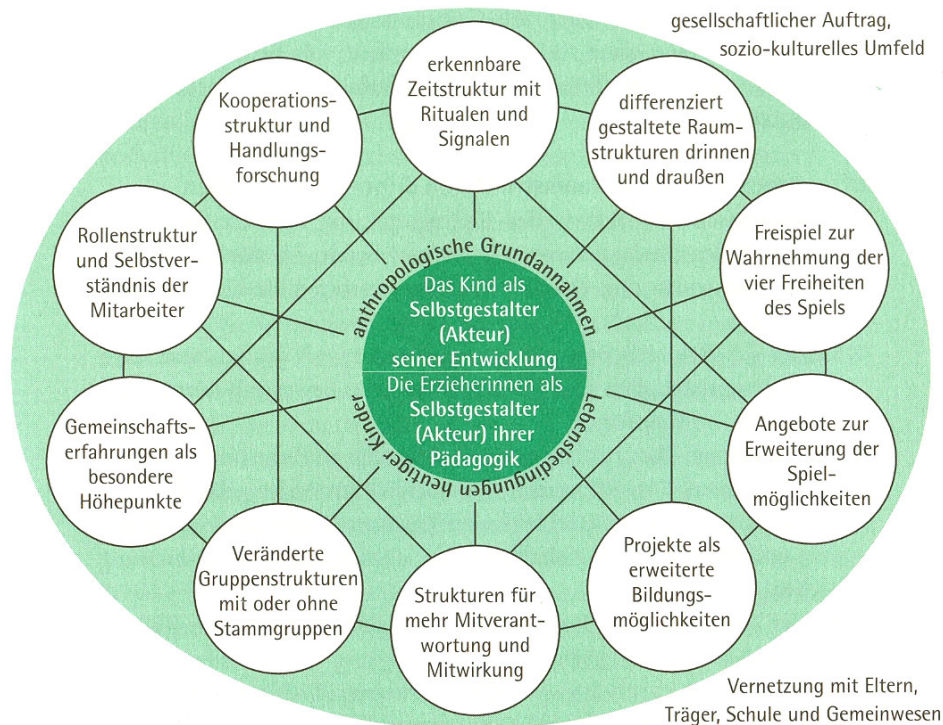 gesellschaftlicher Auftrag,
sozio-kulturelles Umfeld
erkennbare
Zeitstruktur mit
Ritualen und
Signalen
differenziert
gestaltete Raum-
strukturen drinnen
und draußen
Freispiel zur
Wahrnehmung der
vier Freiheiten
des Spiels
Angebote zur
Erweiterung der
Spiel-
möglichkeiten
Projekte als
erweiterte
Bildungs-
möglichkeiten
Strukturen für
mehr Mitverant-
wortung und
Mitwirkung
Veränderte
Gruppenstrukturen
mit oder ohne
Stammgruppen
Gemeinschafts-
erfahrungen als
besondere
Höhepunkte
Rollenstruktur
und Selbstver-
ständnis der
Mitarbeiter
Kooperations-
struktur und
Handlungs-
forschung
anthropologische Grundannahmen
Das Kind als
Selbstgestalter
(Akteur)
seiner Entwicklung
Die Erzieherinnen als
Selbstgestalter
(Akteur) ihrer
Pädagogik
Lebensbedingungen heutiger Kinder
Vernetzung mit Eltern,
Träger, Schule und Gemeinwesen